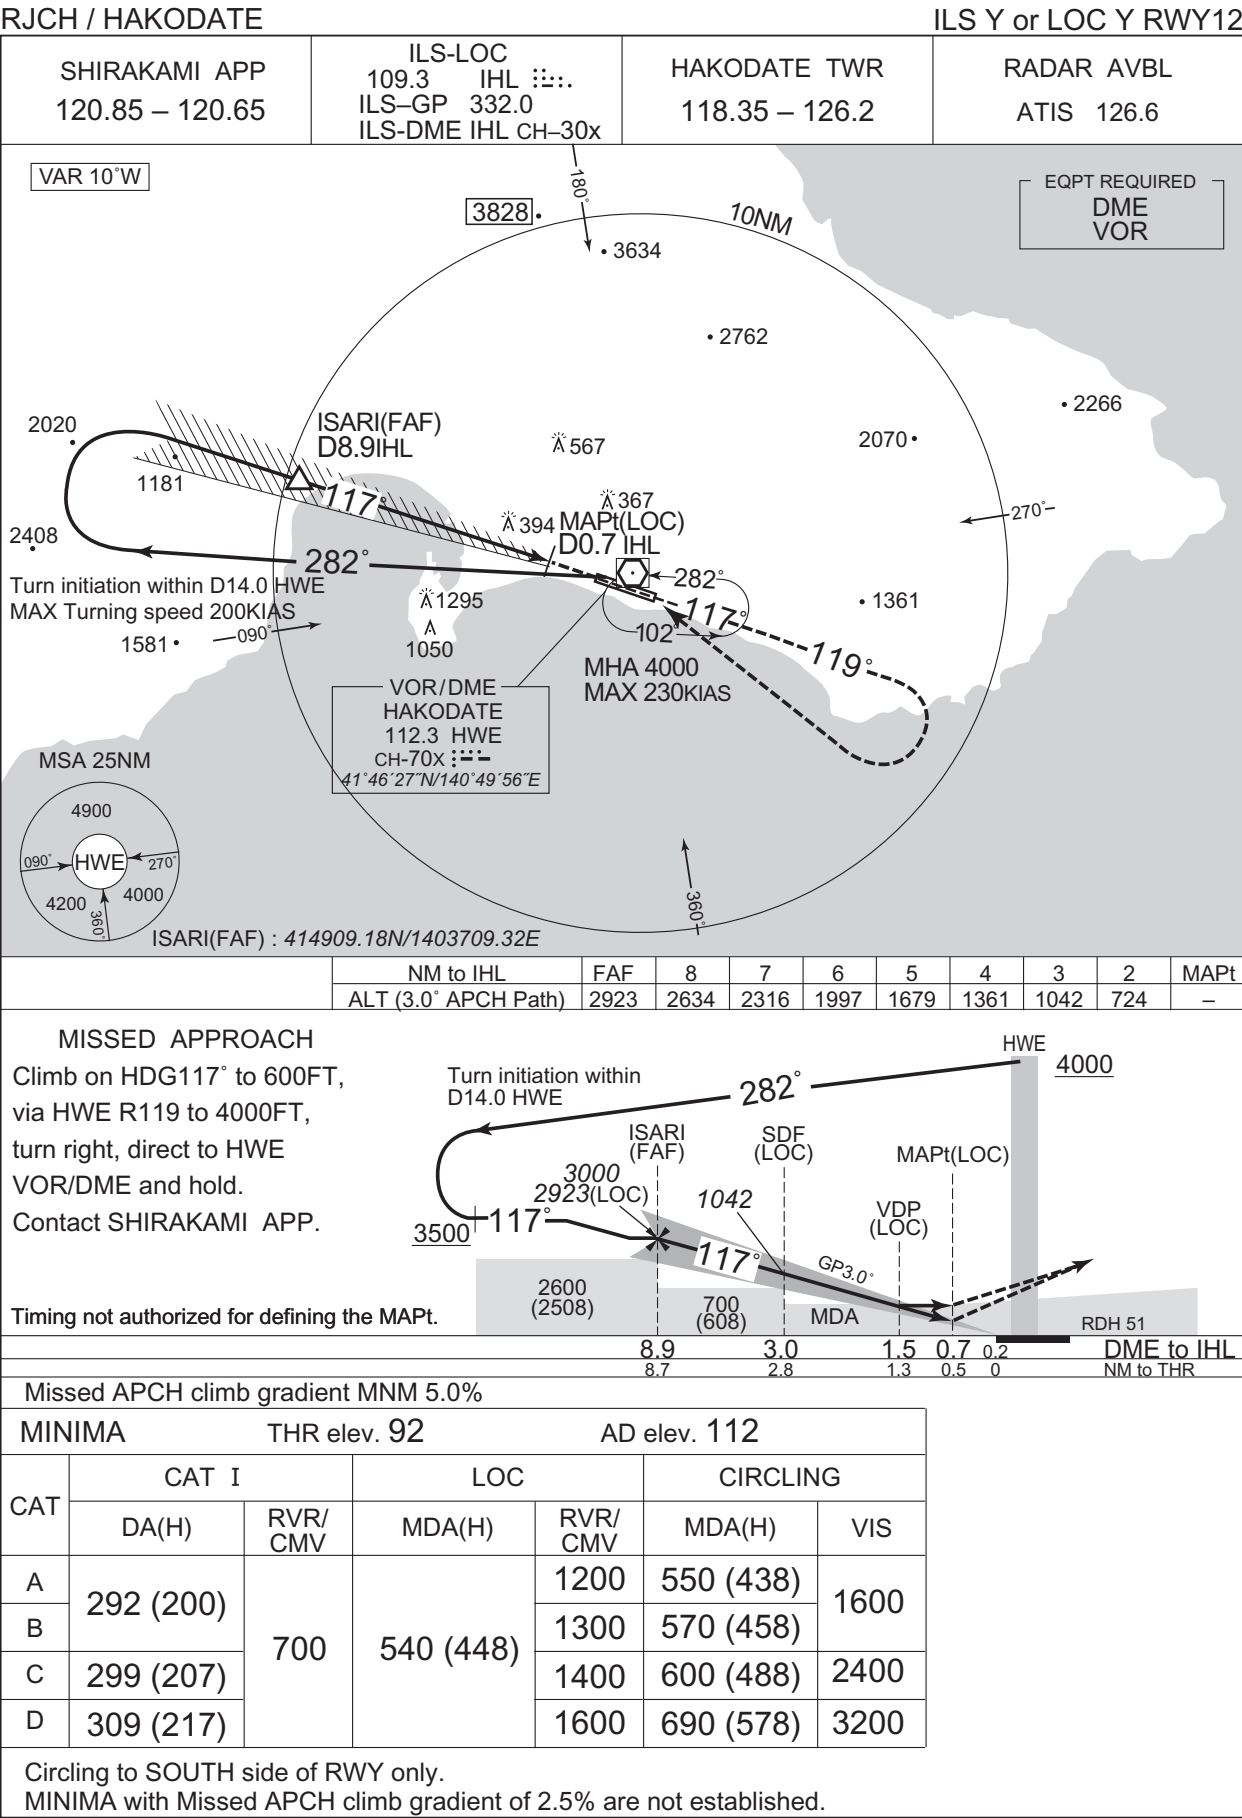 RJCH / HAKODATE
ILS Y or LOC Y RWY12
SHIRAKAMI APP
120.85 – 120.65
ILS-LOC
109.3 IHL
ILS–GP 332.0
ILS-DME IHL CH–30x
HAKODATE TWR
118.35 – 126.2
RADAR AVBL
ATIS 126.6
VAR 10˚W
EQPT REQUIRED
DME
VOR
180˚
3828
10NM
3634
2762
2266
2070
2020
ISARI(FAF)
D8.9IHL
567
1181
117˚
367
394
MAPt(LOC)
D0.7 IHL
270˚
2408
282˚
282˚
Turn initiation within D14.0 HWE
MAX Turning speed 200KIAS
1295
117˚
1361
1581
090˚
1050
102˚
119˚
MHA 4000
MAX 230KIAS
VOR/DME
HAKODATE
112.3 HWE
CH-70X
41˚46´27˝N/140˚49´56˝E
MSA 25NM
4900
090˚
HWE
270˚
4200
4000
360˚
360˚
ISARI(FAF) : 414909.18N/1403709.32E
NM to IHL FAF 8 7 6 5 4 3 2 MAPt
ALT (3.0˚ APCH Path) 2923 2634 2316 1997 1679 1361 1042 724 –
MISSED APPROACH
Climb on HDG117˚ to 600FT,
via HWE R119 to 4000FT,
turn right, direct to HWE
VOR/DME and hold.
Contact SHIRAKAMI APP.
Timing not authorized for defining the MAPt.
HWE
4000
Turn initiation within
D14.0 HWE
282˚
ISARI
(FAF)
SDF
(LOC)
MAPt(LOC)
3000
2923(LOC)
1042
VDP
(LOC)
3500
117˚
117˚
GP3.0˚
2600
(2508)
700
(608)
MDA
RDH 51
8.9 3.0 1.5 0.7 0.2 DME to IHL
8.7 2.8 1.3 0.5 0 NM to THR
Missed APCH climb gradient MNM 5.0%
MINIMA THR elev. 92 AD elev. 112
CAT
CAT I LOC CIRCLING
DA(H) RVR/CMV MDA(H) RVR/CMV MDA(H) VIS
A 292 (200) 700 540 (448) 1200 550 (438) 1600
B 1300 570 (458)
C 299 (207) 1400 600 (488) 2400
D 309 (217) 1600 690 (578) 3200
Circling to SOUTH side of RWY only.
MINIMA with Missed APCH climb gradient of 2.5% are not established.